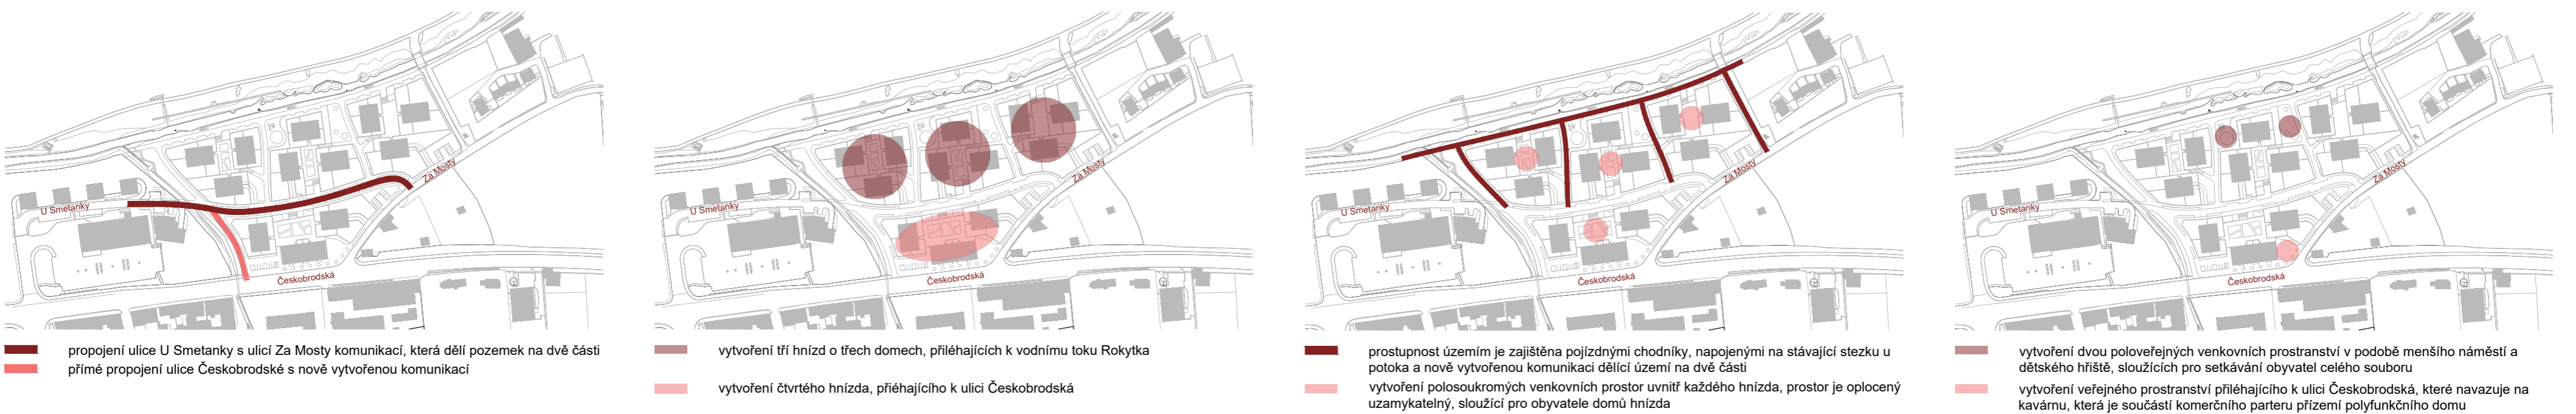 U Smetanky
Za Mosty
Českobrodská
propojení ulice U Smetanky s ulicí Za Mosty komunikací, která dělí pozemek na dvě části
přímé propojení ulice Českobrodské s nově vytvořenou komunikací
U Smetanky
Za Mosty
Českobrodská
vytvoření tří hnízd o třech domech, přiléhajících k vodnímu toku Rokytka
vytvoření čtvrtého hnízda, přiéhajícího k ulici Českobrodská
U Smetanky
Za Mosty
Českobrodská
prostupnost územím je zajištěna pojízdnými chodníky, napojenými na stávající stezku u
potoka a nově vytvořenou komunikaci dělící území na dvě části
vytvoření polosoukromých venkovních prostor uvnitř každého hnízda, prostor je oplocený
uzamykatelný, sloužící pro obyvatele domů hnízda
U Smetanky
Za Mosty
Českobrodská
vytvoření dvou poloveřejných venkovních prostranství v podobě menšího náměstí a
dětského hřiště, sloužících pro setkávání obyvatel celého souboru
vytvoření veřejného prostranství přiléhajícího k ulici Českobrodská, které navazuje na
kavárnu, která je součástí komerčního parteru přízemí polyfunkčního domu